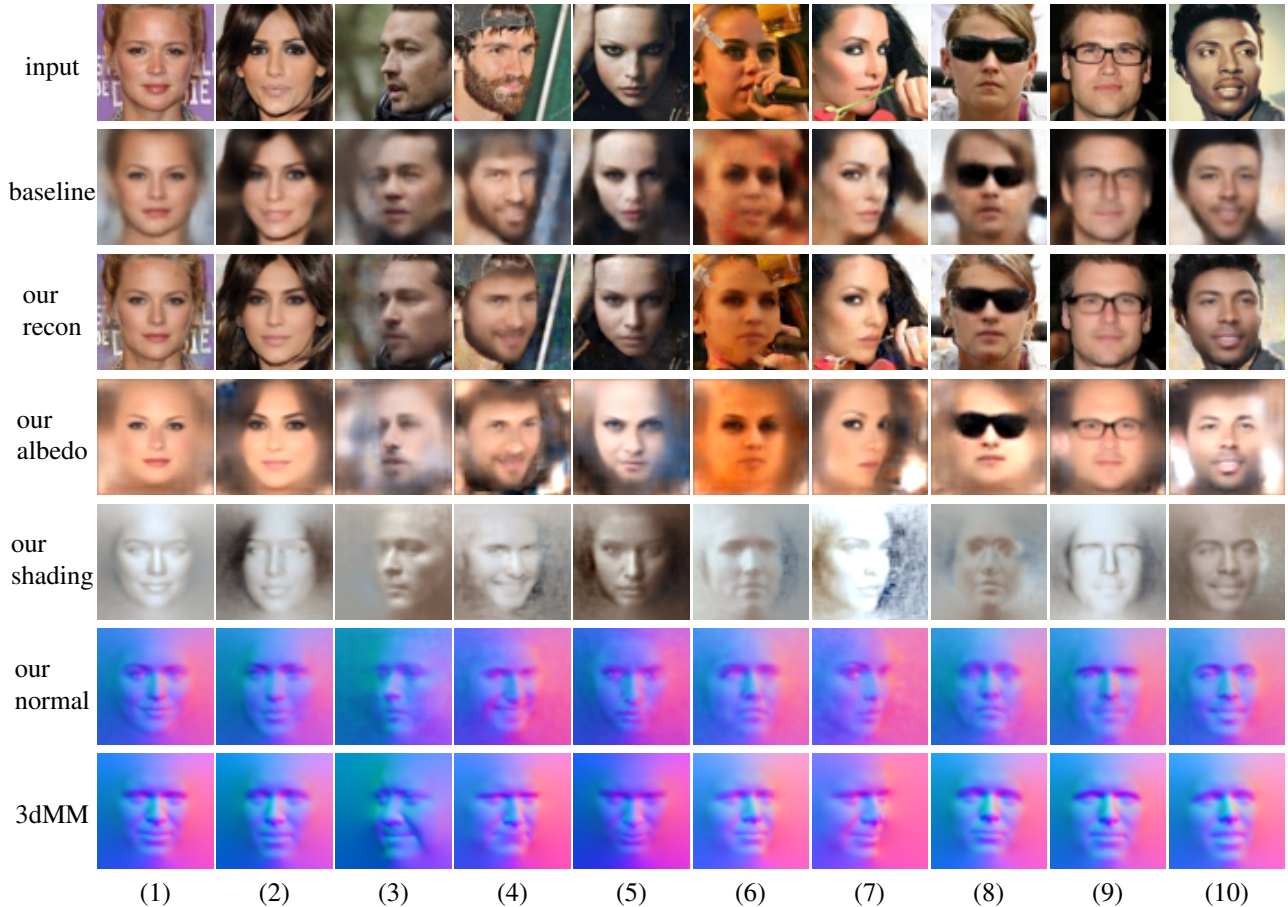 input
baseline
our
recon
our
albedo
our
shading
our
normal
3dMM
(1) (2) (3) (4) (5) (6) (7) (8) (9) (10)